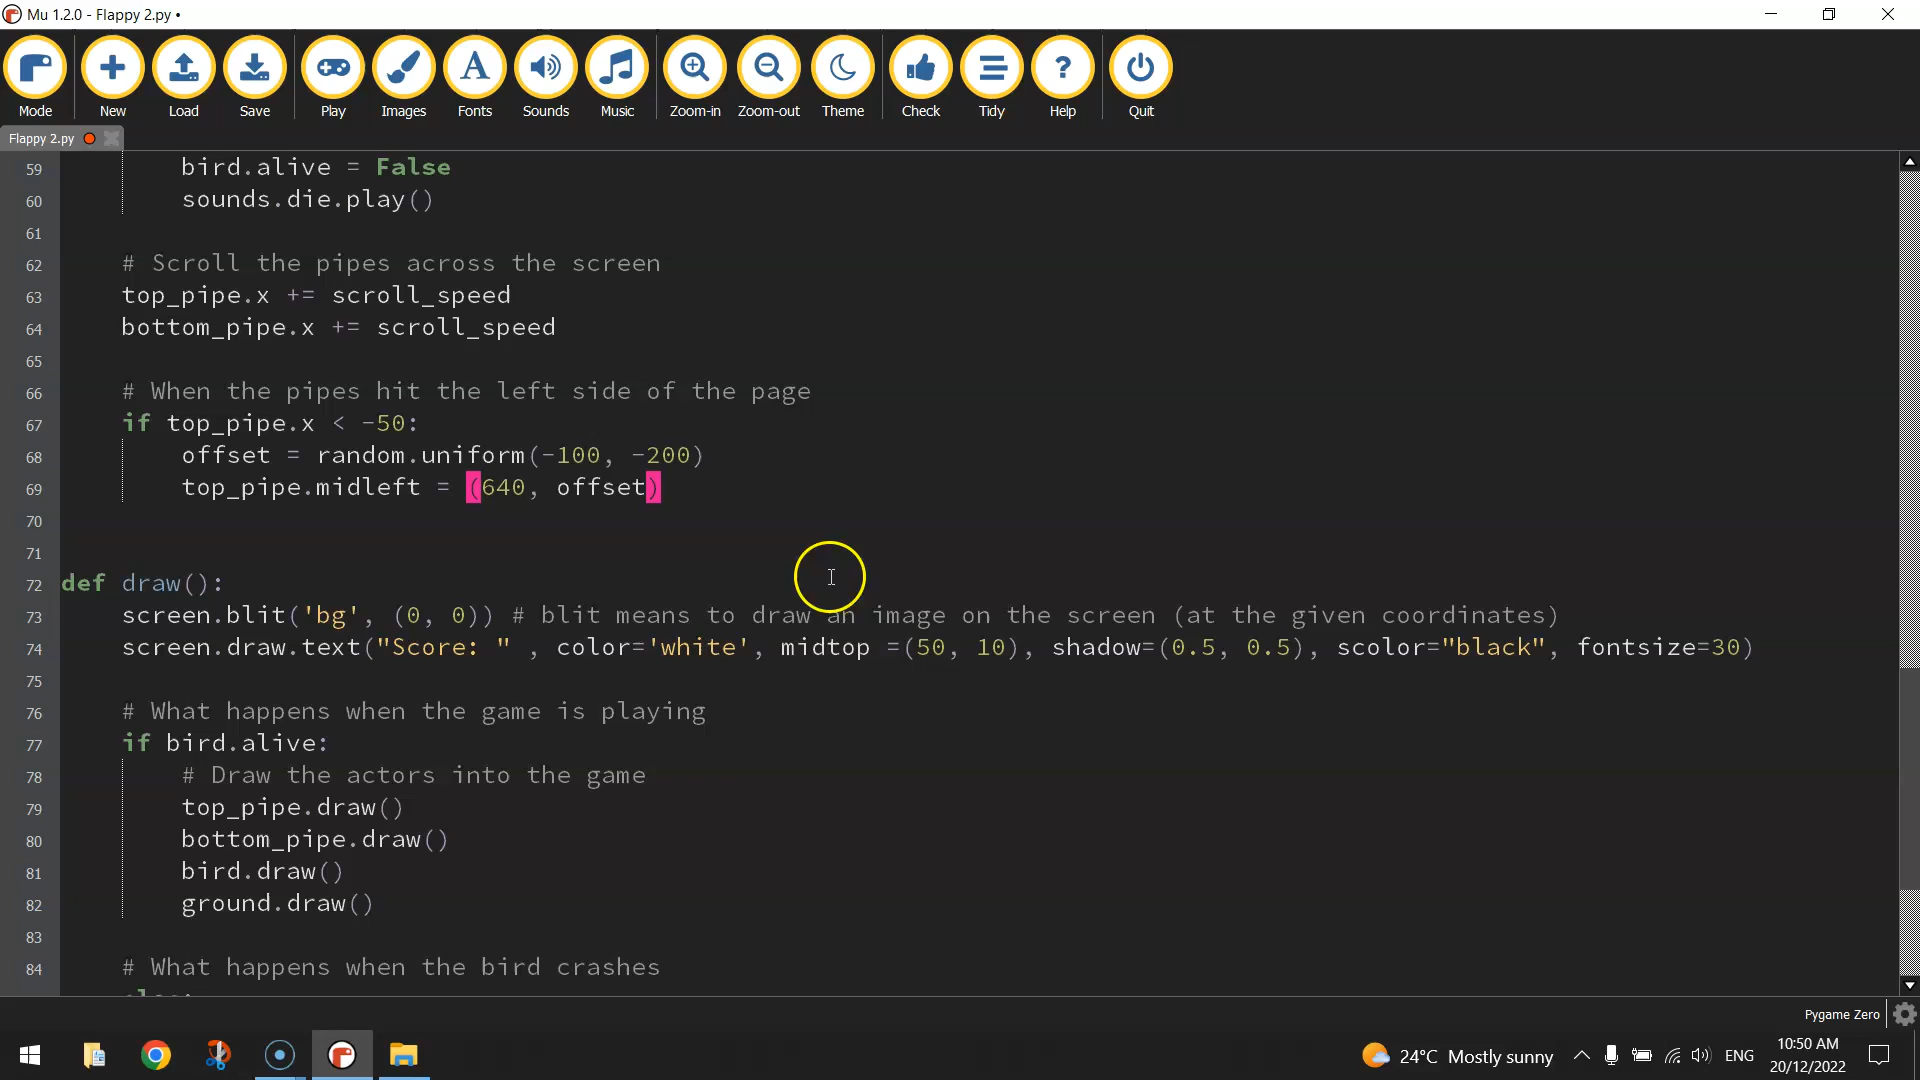 Mu 1.2.0 - Flappy 2.py •
Mode New Load Save Play Images Fonts Sounds Music Zoom-in Zoom-out Theme Check Tidy Help Quit
Flappy 2.py
59 bird.alive = False
60 sounds.die.play()
61
62 # Scroll the pipes across the screen
63 top_pipe.x += scroll_speed
64 bottom_pipe.x += scroll_speed
65
66 # When the pipes hit the left side of the page
67 if top_pipe.x < -50:
68 offset = random.uniform(-100, -200)
69 top_pipe.midleft = (640, offset)
70
71
72 def draw():
73 screen.blit('bg', (0, 0)) # blit means to draw an image on the screen (at the given coordinates)
74 screen.draw.text("Score: " , color='white', midtop =(50, 10), shadow=(0.5, 0.5), scolor="black", fontsize=30)
75
76 # What happens when the game is playing
77 if bird.alive:
78 # Draw the actors into the game
79 top_pipe.draw()
80 bottom_pipe.draw()
81 bird.draw()
82 ground.draw()
83
84 # What happens when the bird crashes
else:
Pygame Zero
24°C Mostly sunny ENG 10:50 AM
20/12/2022